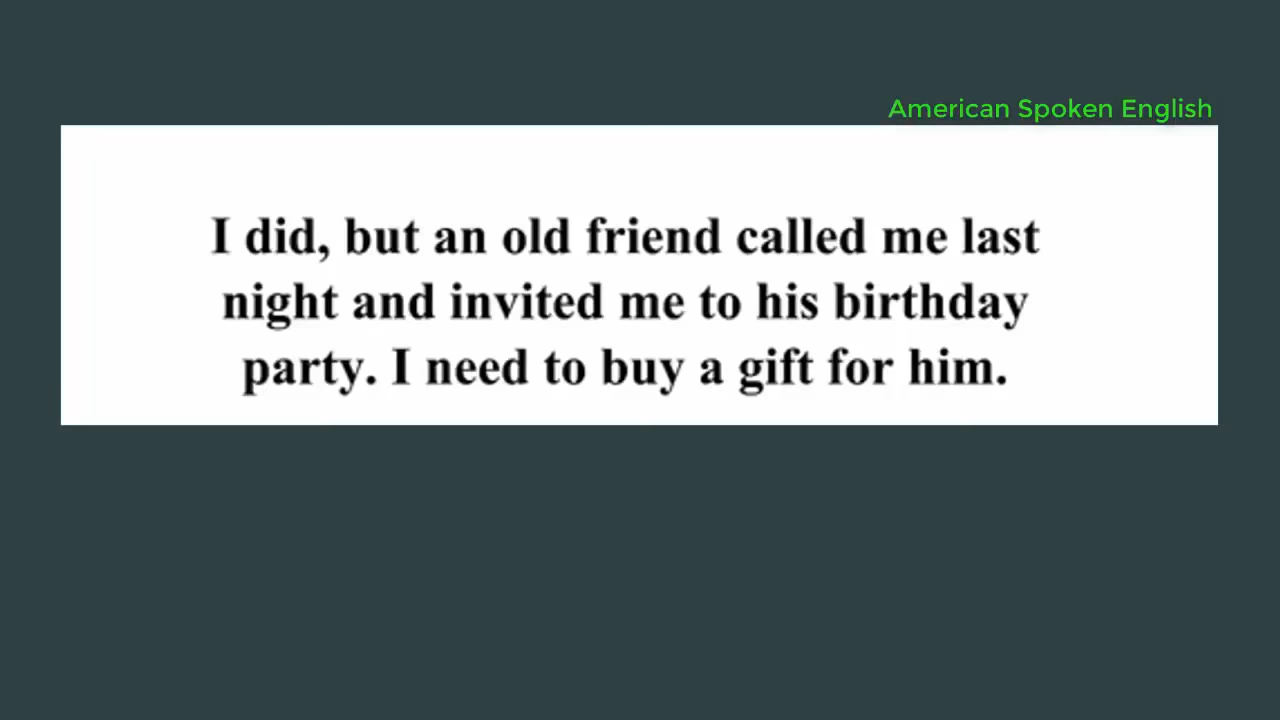 American Spoken English
I did, but an old friend called me last
night and invited me to his birthday
party. I need to buy a gift for him.